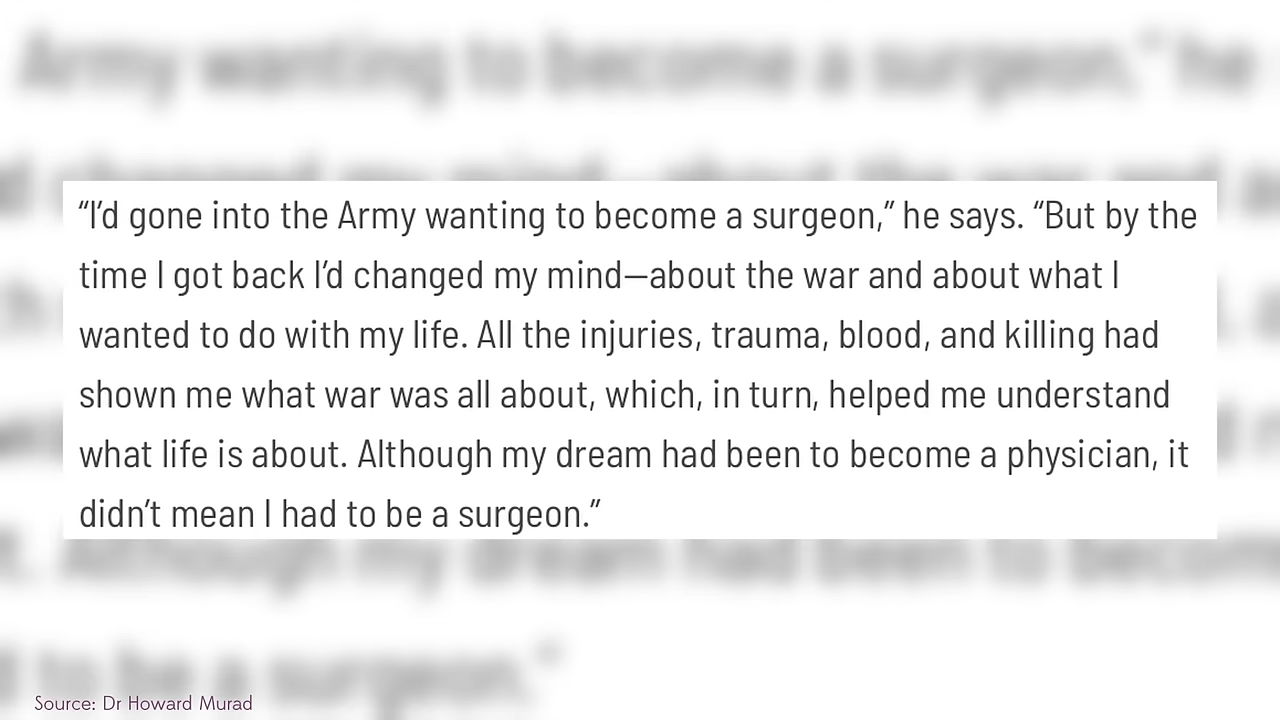 “I’d gone into the Army wanting to become a surgeon,” he says. “But by the
time I got back I’d changed my mind—about the war and about what I
wanted to do with my life. All the injuries, trauma, blood, and killing had
shown me what war was all about, which, in turn, helped me understand
what life is about. Although my dream had been to become a physician, it
didn’t mean I had to be a surgeon.”
Source: Dr Howard Murad